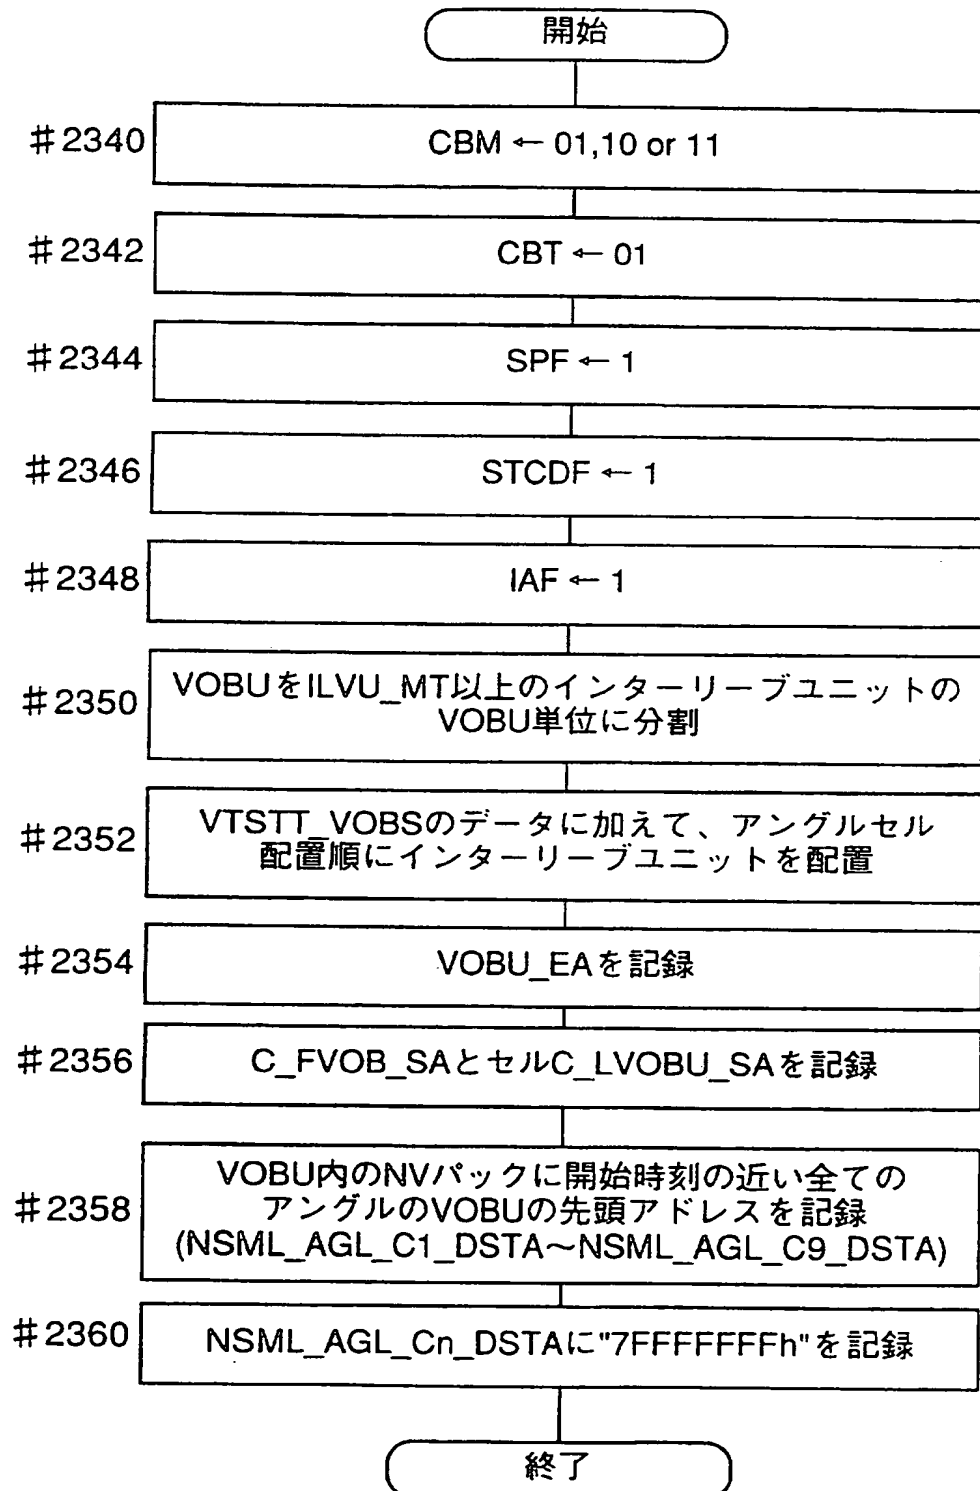 開始
#2340
CBM ← 01,10 or 11
#2342
CBT ← 01
#2344
SPF ← 1
#2346
STCDF ← 1
#2348
IAF ← 1
#2350
VOBUをILVU_MT以上のインターリーブユニットの
VOBU単位に分割
#2352
VTSTT_VOBSのデータに加えて、アングルセル
配置順にインターリーブユニットを配置
#2354
VOBU_EAを記録
#2356
C_FVOB_SAとセルC_LVOBU_SAを記録
#2358
VOBU内のNVパックに開始時刻の近い全ての
アングルのVOBUの先頭アドレスを記録
(NSML_AGL_C1_DSTA～NSML_AGL_C9_DSTA)
#2360
NSML_AGL_Cn_DSTAに"7FFFFFFFh"を記録
終了